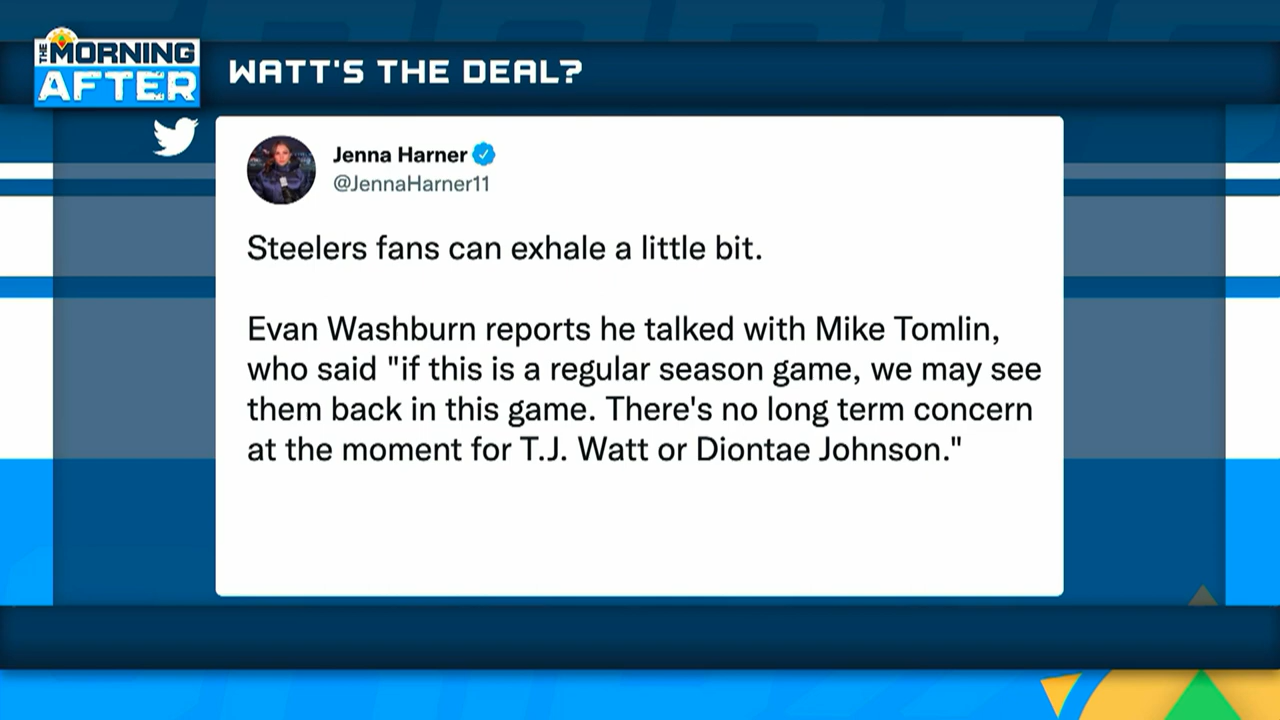 THE MORNING
AFTER
WATT'S THE DEAL?
Jenna Harner
@JennaHarner11
Steelers fans can exhale a little bit.
Evan Washburn reports he talked with Mike Tomlin,
who said "if this is a regular season game, we may see
them back in this game. There's no long term concern
at the moment for T.J. Watt or Diontae Johnson."